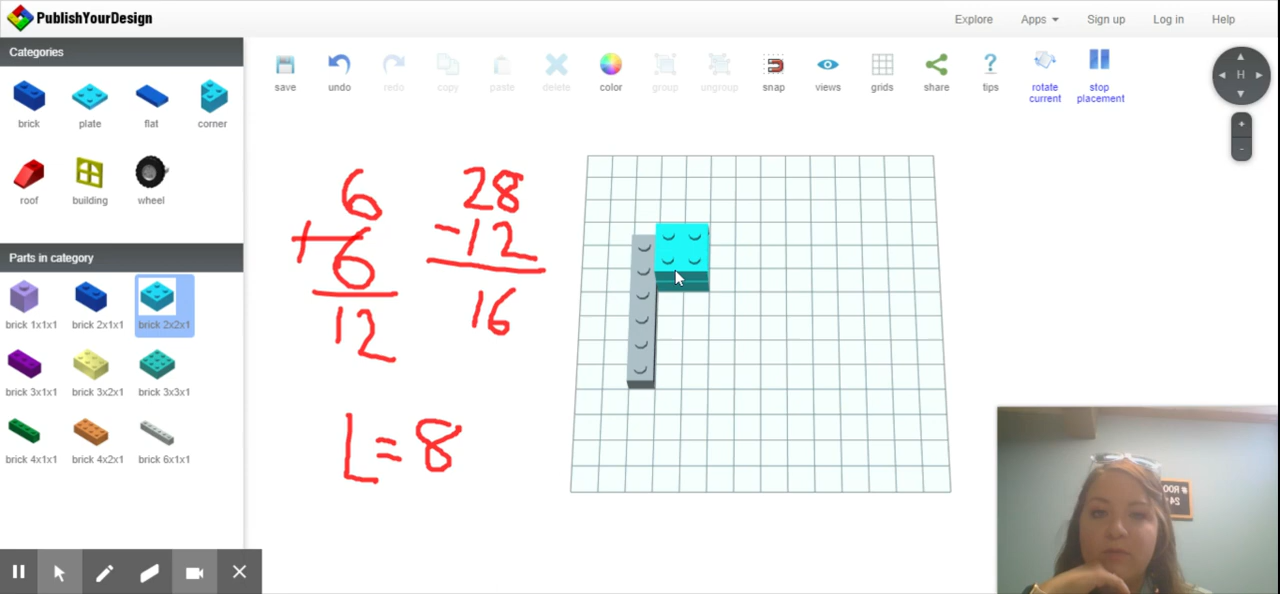 PublishYourDesign
Explore Apps Sign up Log in Help
Categories
brick plate flat corner
roof building wheel
Parts in category
brick 1x1x1 brick 2x1x1 brick 2x2x1
brick 3x1x1 brick 3x2x1 brick 3x3x1
brick 4x1x1 brick 4x2x1 brick 6x1x1
save undo redo copy paste delete color group ungroup snap views grids share tips rotate current stop placement
H
+
-
6
+6
12
28
-12
16
L=8